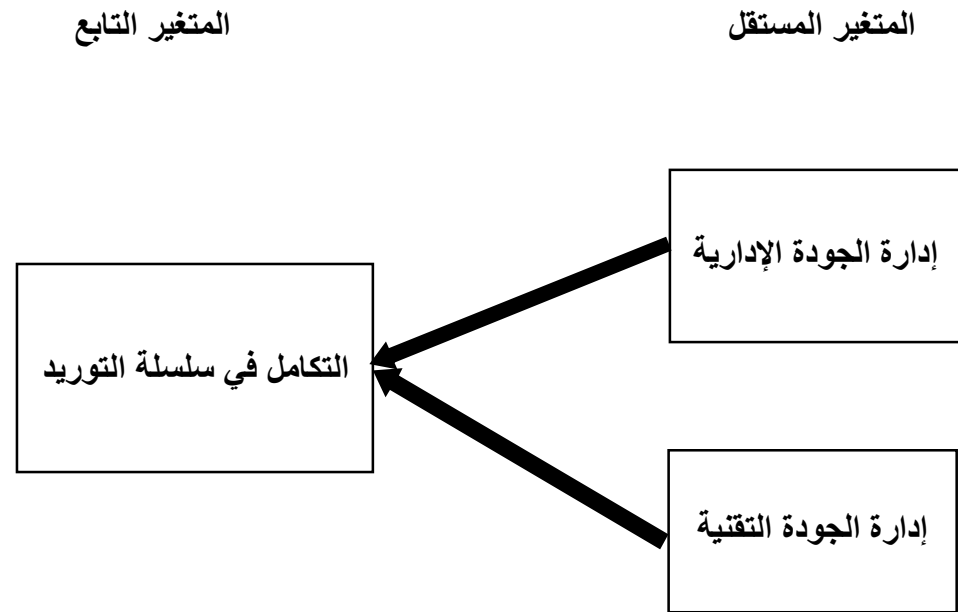 المتغير المستقل
المتغير التابع
إدارة الجودة الإدارية
التكامل في سلسلة التوريد
إدارة الجودة التقنية